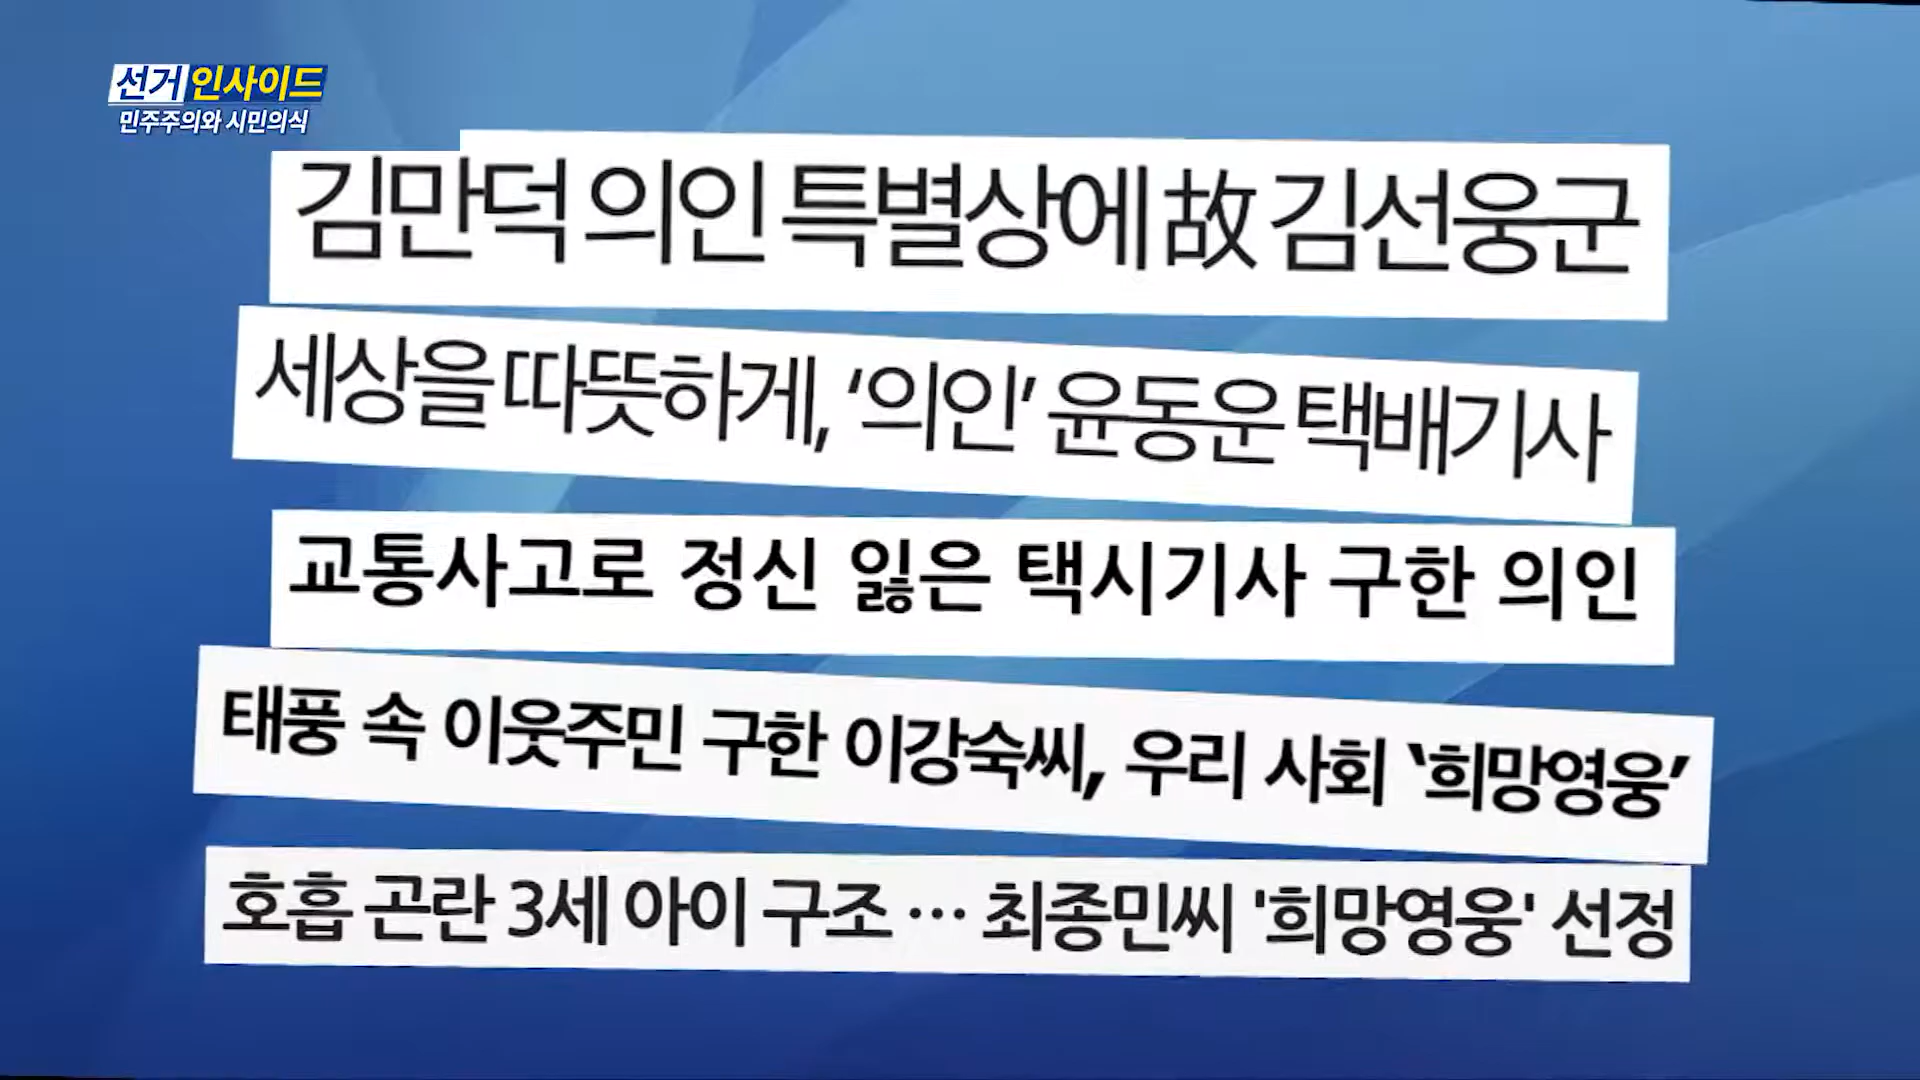 선거 인사이드
민주주의와 시민의식
김만덕 의인 특별상에 故 김선웅군
세상을 따뜻하게, ‘의인’ 윤동운 택배기사
교통사고로 정신 잃은 택시기사 구한 의인
태풍 속 이웃주민 구한 이강숙씨, 우리 사회 ‘희망영웅’
호흡 곤란 3세 아이 구조… 최종민씨 '희망영웅' 선정